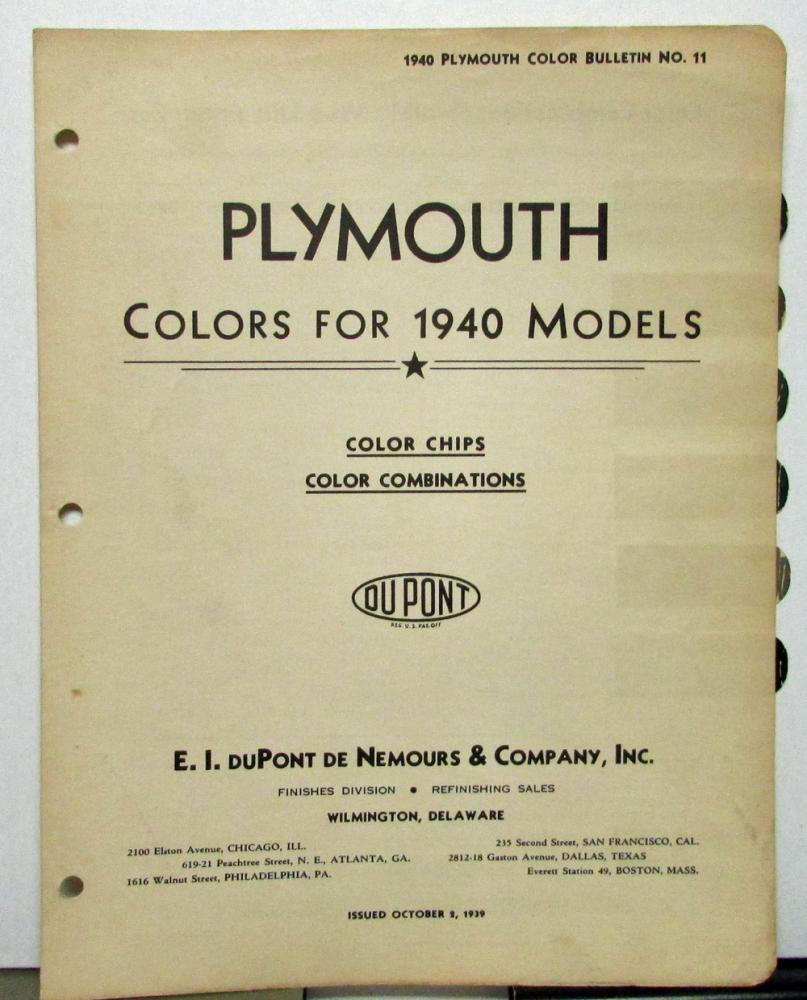 1940 PLYMOUTH COLOR BULLETIN NO. 11
PLYMOUTH
COLORS FOR 1940 MODELS
COLOR CHIPS
COLOR COMBINATIONS
DU PONT
REG. U. S. PAT. OFF.
E. I. DUPONT DE NEMOURS & COMPANY, INC.
FINISHES DIVISION • REFINISHING SALES
WILMINGTON, DELAWARE
2100 Elston Avenue, CHICAGO, ILL.
619-21 Peachtree Street, N. E., ATLANTA, GA.
1616 Walnut Street, PHILADELPHIA, PA.
235 Second Street, SAN FRANCISCO, CAL.
2812-18 Gaston Avenue, DALLAS, TEXAS
Everett Station 49, BOSTON, MASS.
ISSUED OCTOBER 2, 1939